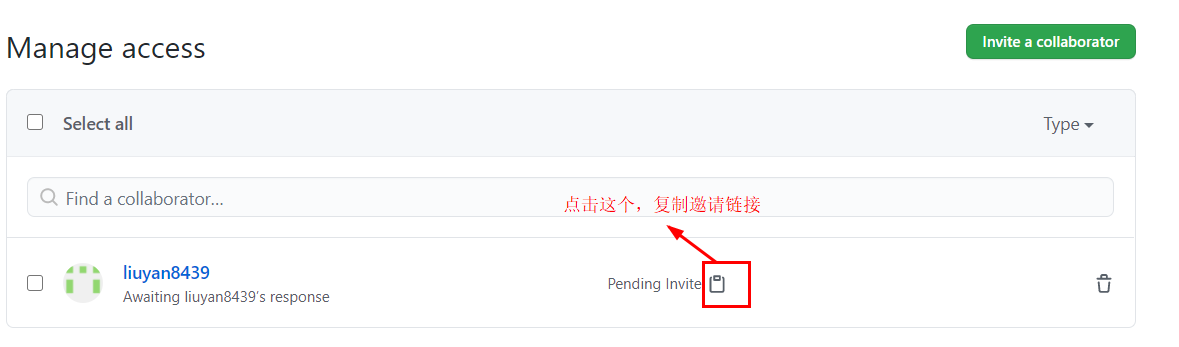 Manage access
Invite a collaborator
Select all
Type
Find a collaborator...
点击这个，复制邀请链接
liuyan8439
Awaiting liuyan8439's response
Pending Invite